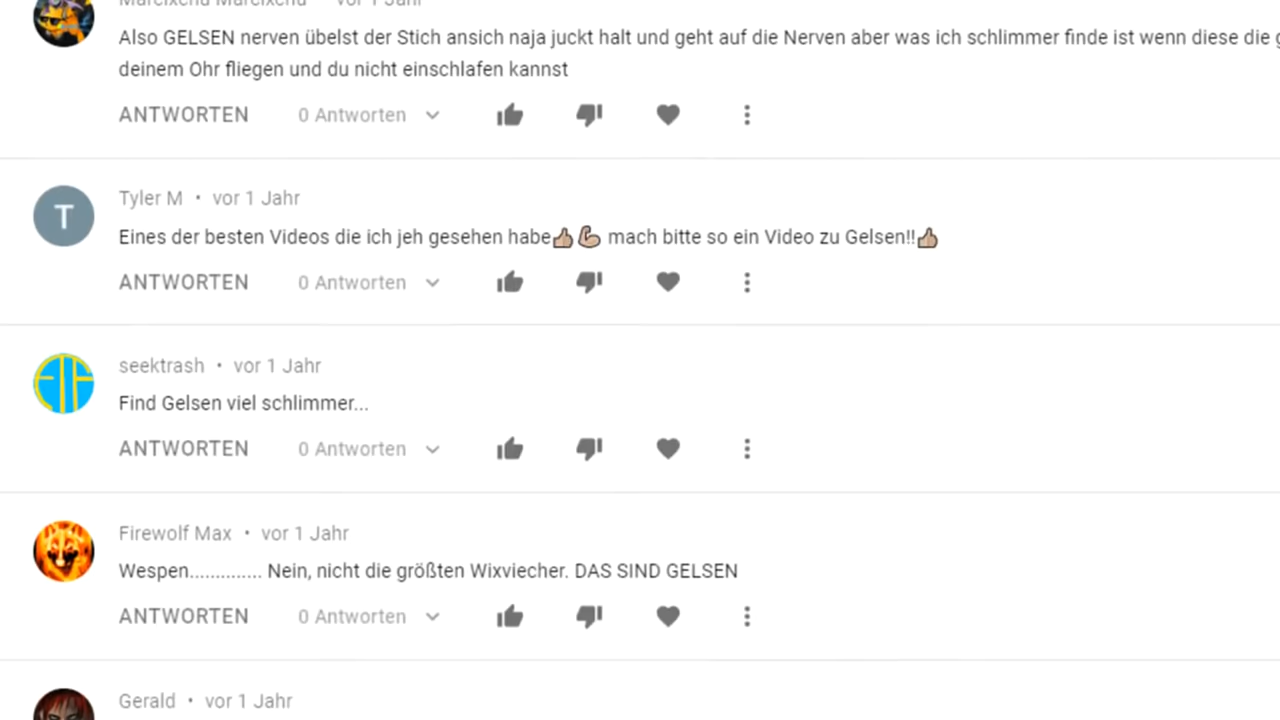 vor 1 Jahr
Also GELSEN nerven übelst der Stich ansich naja juckt halt und geht auf die Nerven aber was ich schlimmer finde ist wenn diese die
deinem Ohr fliegen und du nicht einschlafen kannst
ANTWORTEN 0 Antworten
Tyler M • vor 1 Jahr
Eines der besten Videos die ich jeh gesehen habe👍🏼💪🏼 mach bitte so ein Video zu Gelsen!!👍🏼
ANTWORTEN 0 Antworten
seektrash • vor 1 Jahr
Find Gelsen viel schlimmer...
ANTWORTEN 0 Antworten
Firewolf Max • vor 1 Jahr
Wespen.............. Nein, nicht die größten Wixviecher. DAS SIND GELSEN
ANTWORTEN 0 Antworten
Gerald • vor 1 Jahr
T